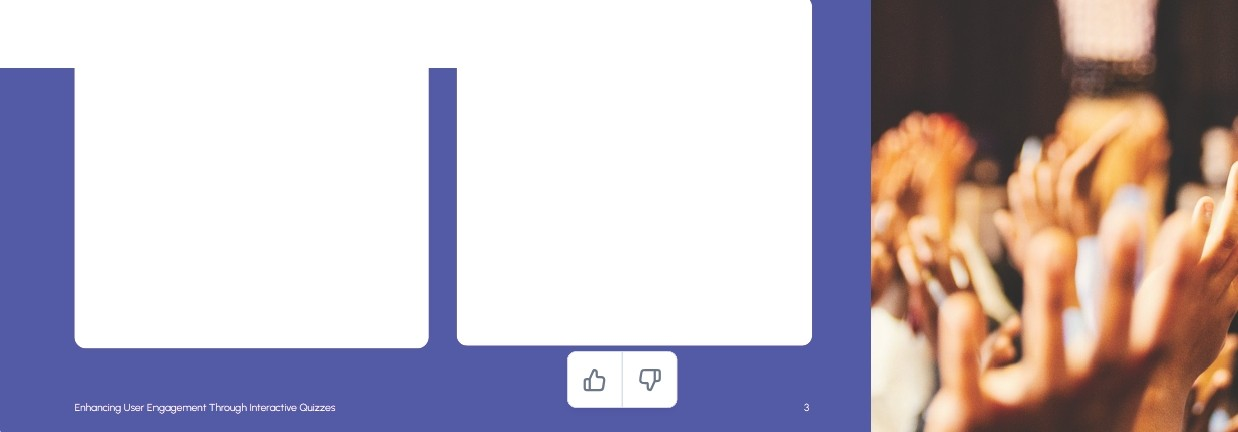 Enhancing User Engagement Through Interactive Quizzes
3